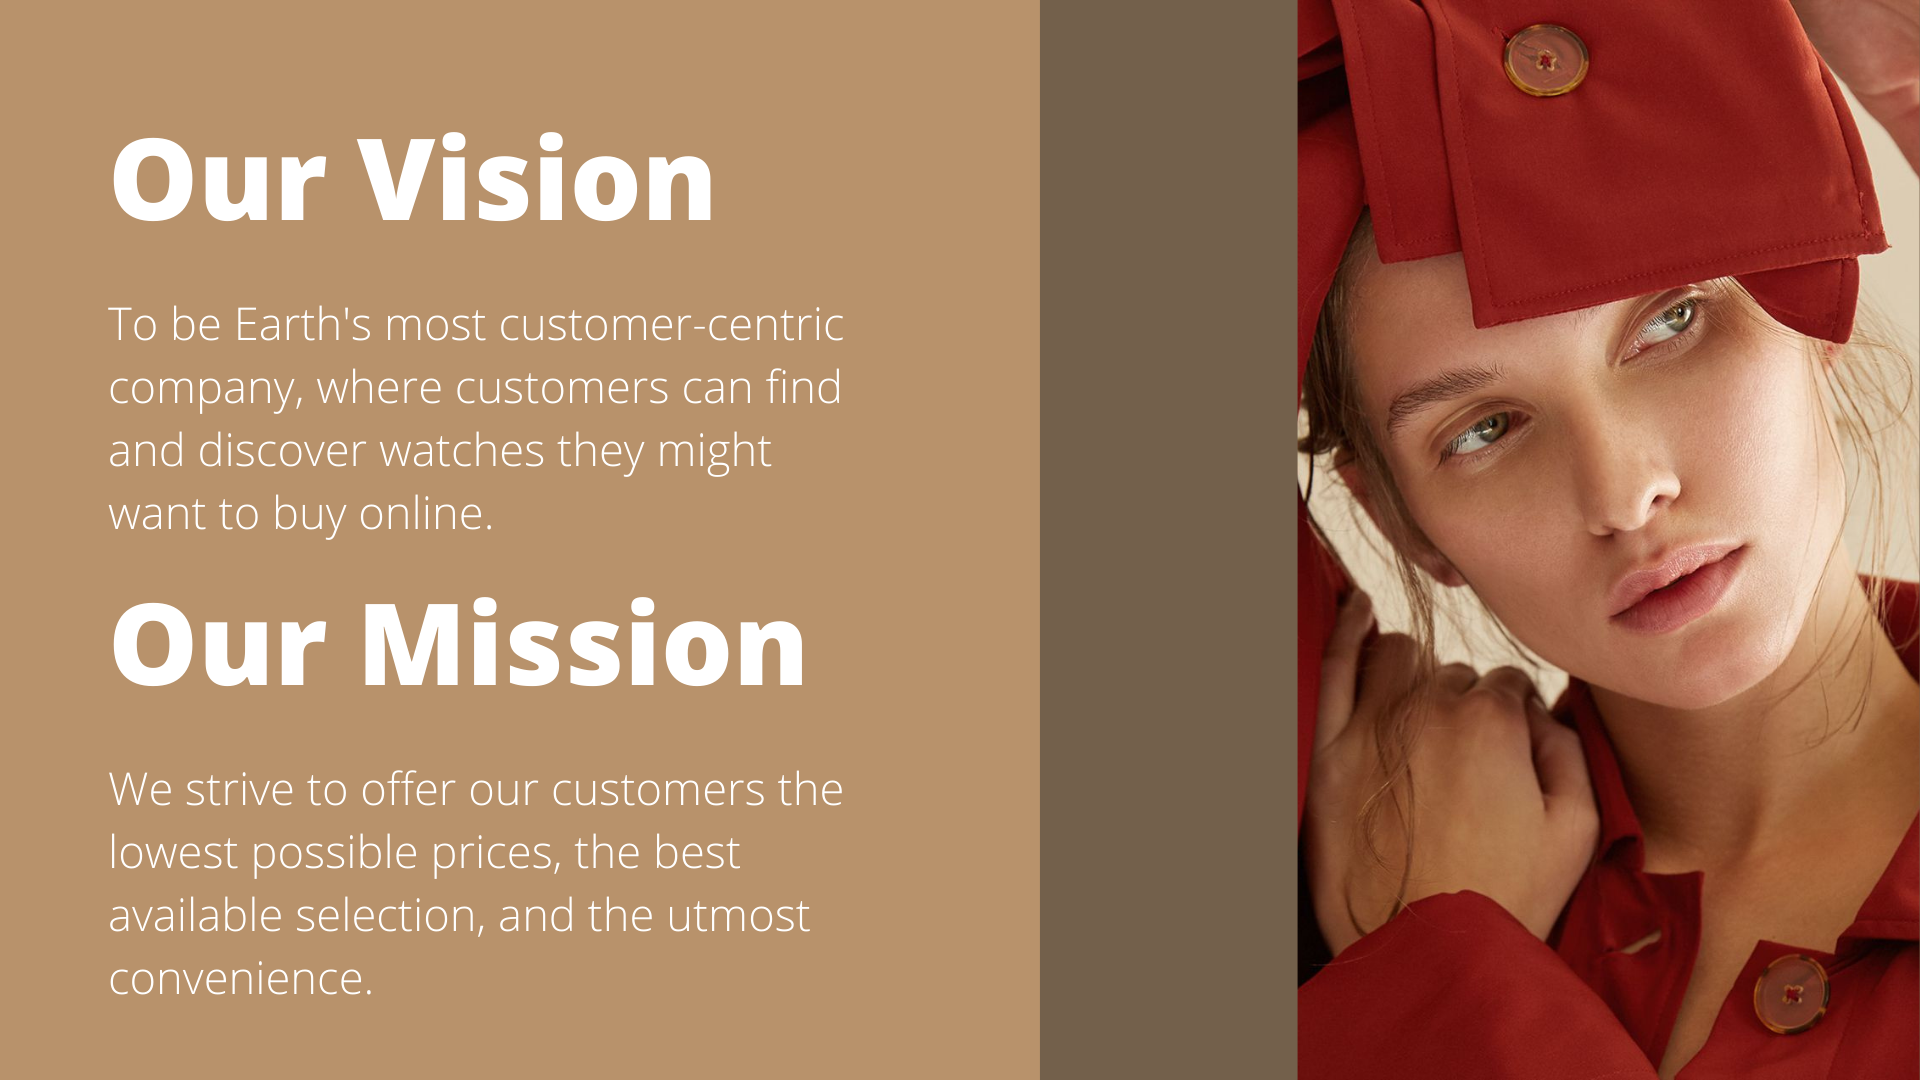 Our Vision
To be Earth's most customer-centric
company, where customers can find
and discover watches they might
want to buy online.
Our Mission
We strive to offer our customers the
lowest possible prices, the best
available selection, and the utmost
convenience.